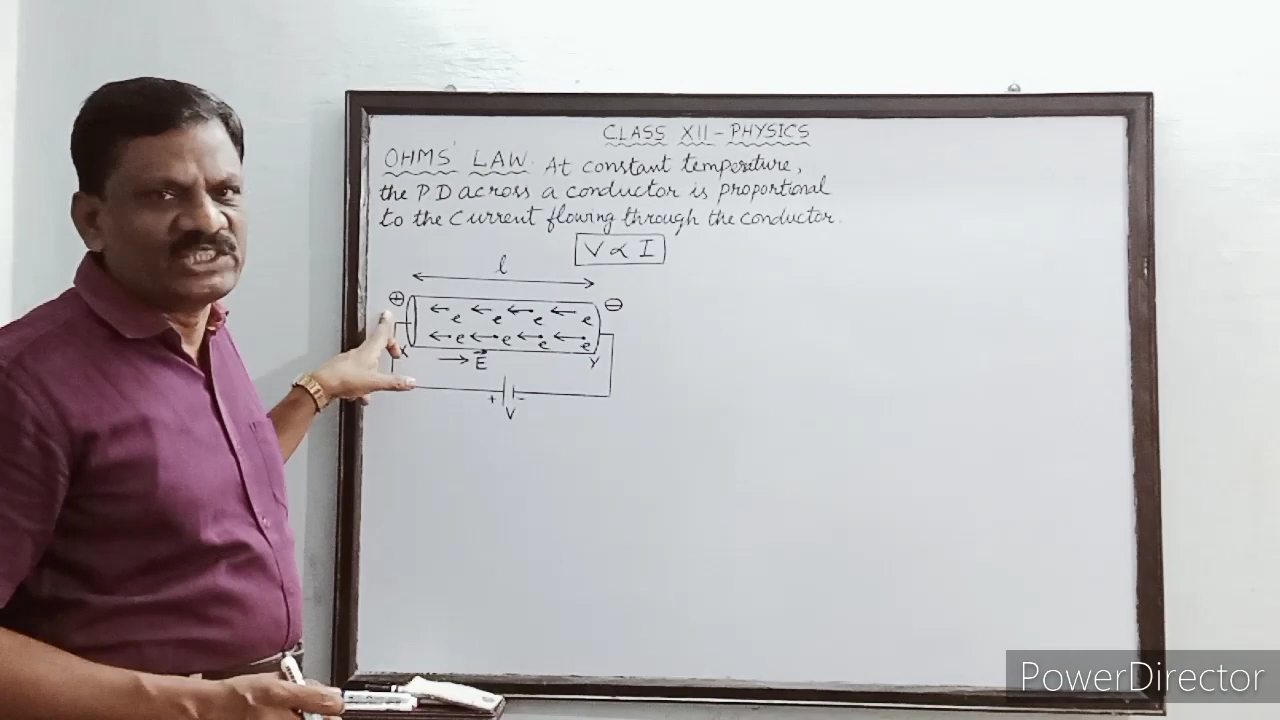 CLASS XII - PHYSICS
OHMS' LAW. At constant temperature,
the P D across a conductor is proportional
to the current flowing through the conductor.
V ∝ I
l
⊕ ⊖
← e ← e ← e ← e
← e ← e ← e ← e
X → E⃗ Y
+ -
V
PowerDirector